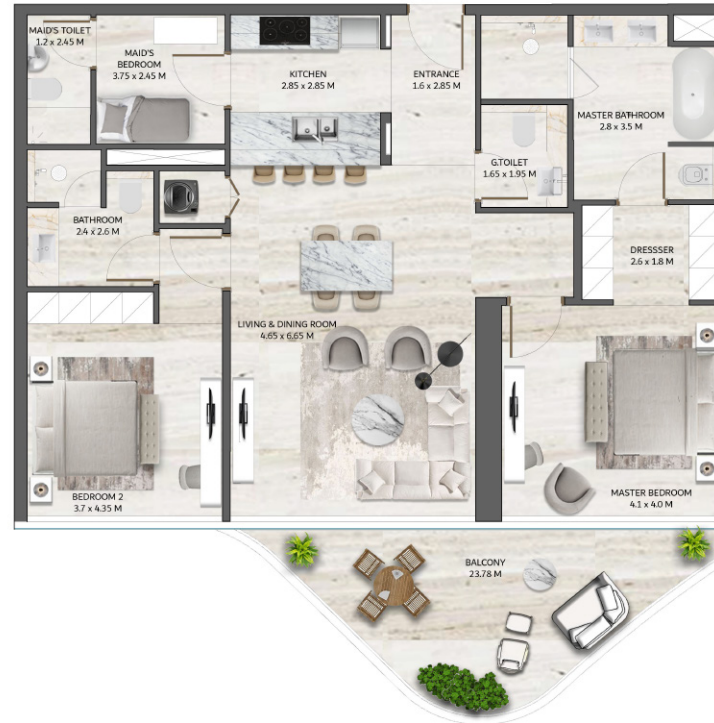 MAID'S TOILET
1.2 x 2.45 M
MAID'S
BEDROOM
3.75 x 2.45 M
KITCHEN
2.85 x 2.85 M
ENTRANCE
1.6 x 2.85 M
MASTER BATHROOM
2.8 x 3.5 M
G.TOILET
1.65 x 1.95 M
BATHROOM
2.4 x 2.6 M
DRESSSER
2.6 x 1.8 M
LIVING & DINING ROOM
4.65 x 6.65 M
BEDROOM 2
3.7 x 4.35 M
MASTER BEDROOM
4.1 x 4.0 M
BALCONY
23.78 M